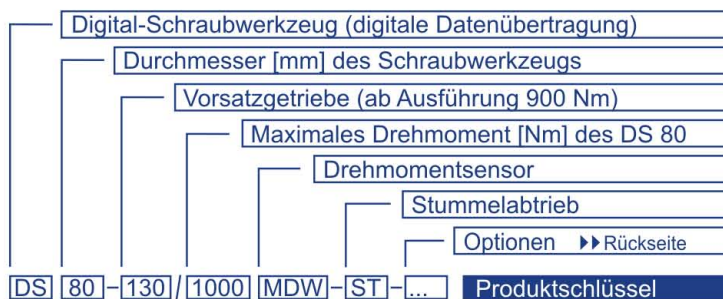 Digital-Schraubwerkzeug (digitale Datenübertragung)
Durchmesser [mm] des Schraubwerkzeugs
Vorsatzgetriebe (ab Ausführung 900 Nm)
Maximales Drehmoment [Nm] des DS 80
Drehmomentsensor
Stummelabtrieb
Optionen ▶▶Rückseite
DS 80-130/1000 MDW-ST-... Produktschlüssel